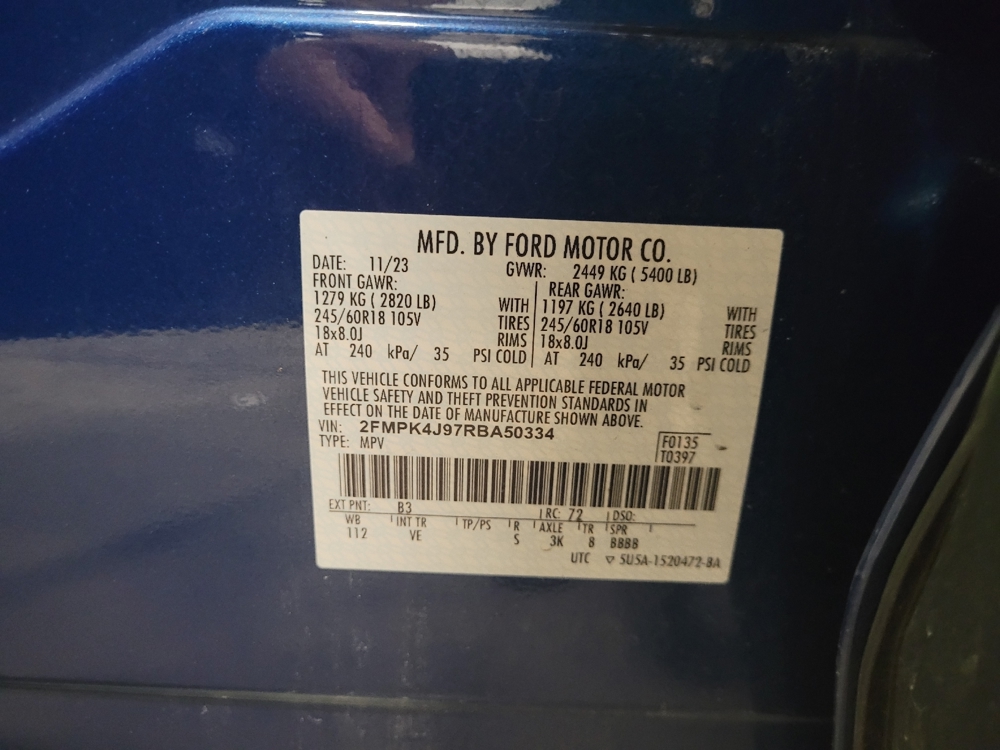 MFD. BY FORD MOTOR CO.
DATE: 11/23 GVWR: 2449 KG ( 5400 LB)
FRONT GAWR: REAR GAWR:
1279 KG ( 2820 LB) WITH 1197 KG ( 2640 LB) WITH
245/60R18 105V TIRES 245/60R18 105V TIRES
18x8.0J RIMS 18x8.0J RIMS
AT 240 kPa/ 35 PSI COLD AT 240 kPa/ 35 PSI COLD
THIS VEHICLE CONFORMS TO ALL APPLICABLE FEDERAL MOTOR
VEHICLE SAFETY AND THEFT PREVENTION STANDARDS IN
EFFECT ON THE DATE OF MANUFACTURE SHOWN ABOVE.
VIN: 2FMPK4J97RBA50334
TYPE: MPV
F0135
T0397
EXT PNT: B3 RC: 72 DSO:
WB INT TR TP/PS R AXLE TR SPR
112 VE S 3K 8 BBBB
UTC ▽ SU5A-1520472-BA